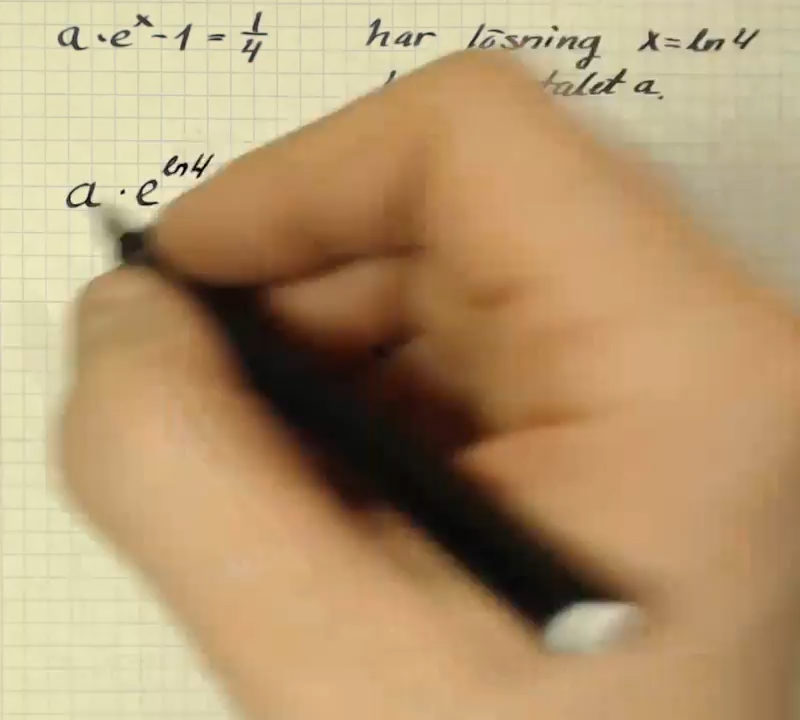 a · e^x - 1 = 1/4 har lösning x = ln 4
talet a.
a · e^ln4